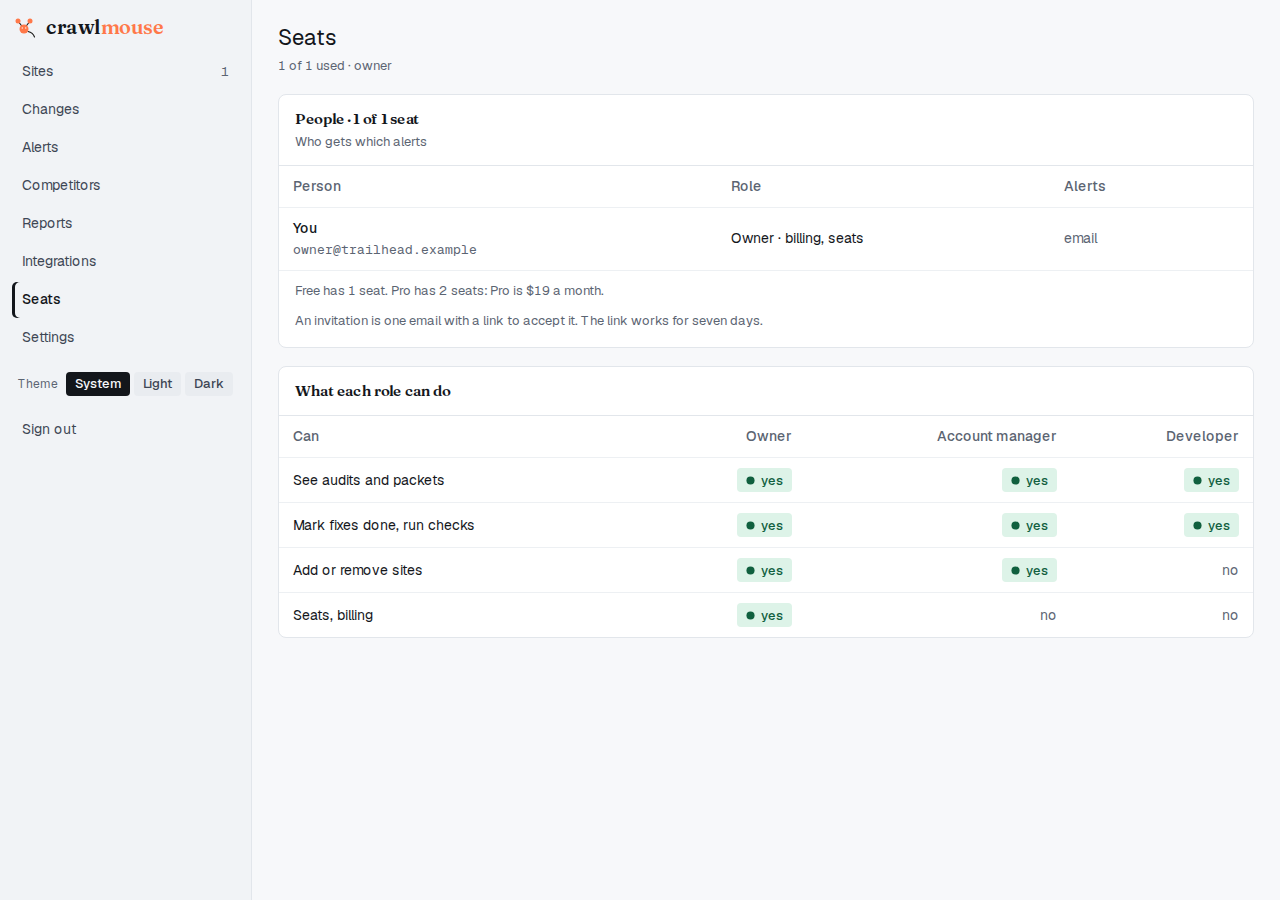 crawlmouse
Sites 1
Changes
Alerts
Competitors
Reports
Integrations
Seats
Settings
Theme System Light Dark
Sign out
Seats
1 of 1 used · owner
People · 1 of 1 seat
Who gets which alerts
Person Role Alerts
You
owner@trailhead.example
Owner · billing, seats
email
Free has 1 seat. Pro has 2 seats: Pro is $19 a month.
An invitation is one email with a link to accept it. The link works for seven days.
What each role can do
Can Owner Account manager Developer
See audits and packets yes yes yes
Mark fixes done, run checks yes yes yes
Add or remove sites yes yes no
Seats, billing yes no no